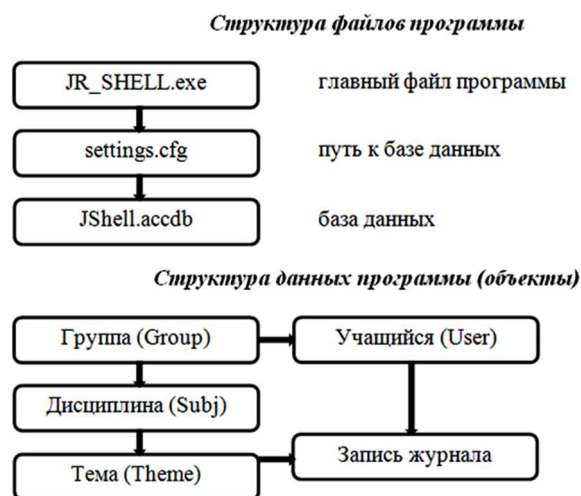 Структура файлов программы
JR_SHELL.exe главный файл программы
settings.cfg путь к базе данных
JShell.accdb база данных
Структура данных программы (объекты)
Группа (Group) Учащийся (User)
Дисциплина (Subj)
Тема (Theme) Запись журнала